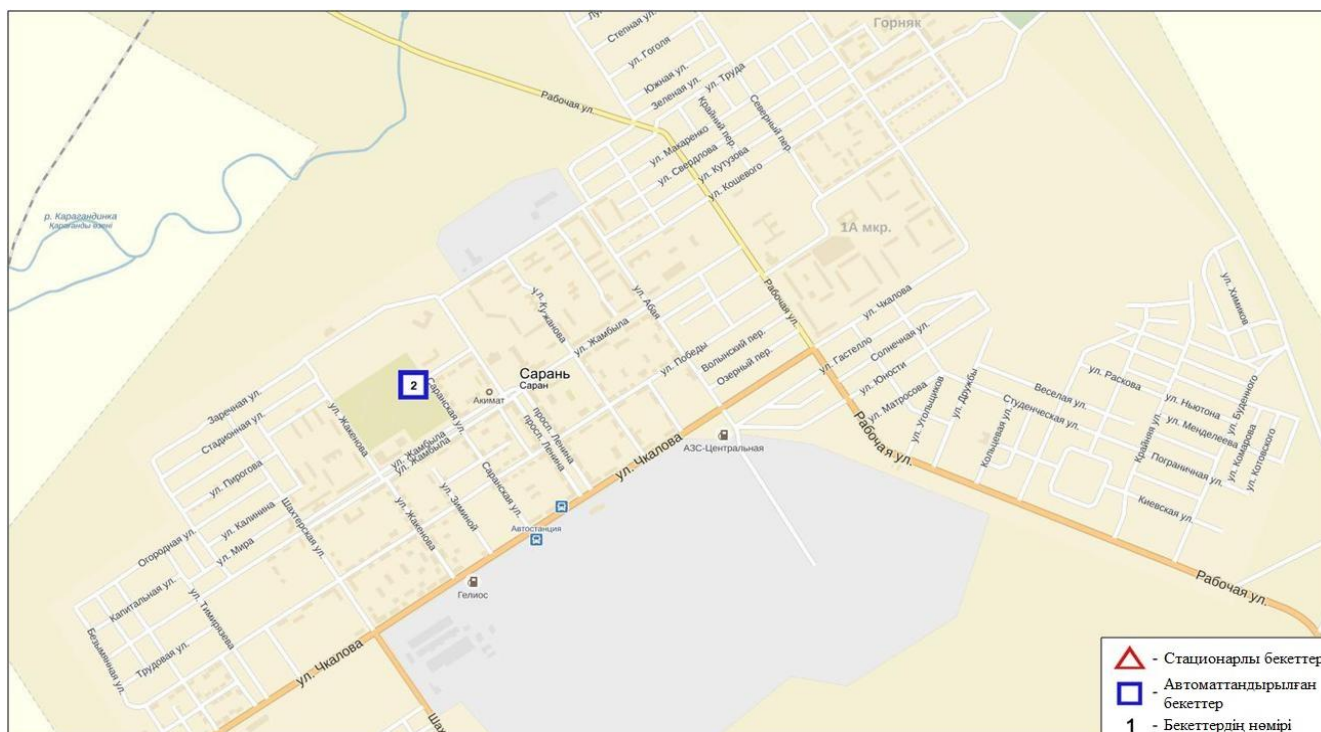 Горняк
Степная ул.
ул. Гоголя
Южная ул.
Зеленая ул.
ул. Труда
Рабочая ул.
Крайний пер.
Северный пер.
ул. Макаренко
ул. Свердлова
ул. Кутузова
ул. Кошевого
р. Карагандинка
Қарағанды өзені
1А мкр.
ул. Химиков
ул. Кужанова
ул. Абая
Рабочая ул.
ул. Чкалова
ул. Жамбыла
ул. Победы
Волынский пер.
Озерный пер.
ул. Гастелло
Солнечная ул.
ул. Юности
ул. Матросова
ул. Угольщиков
ул. Дружбы
Сарань
Саран
2
Акимат
Саранская ул.
просп. Ленина
просп. Ленина
Заречная ул.
Стадионная ул.
ул. Жакенова
ул. Жамбыла
ул. Жамбыла
ул. Пирогова
Веселая ул.
Студенческая ул.
Кольцевая ул.
ул. Раскова
ул. Ньютона
ул. Буденного
ул. Менделеева
Крайняя ул.
ул. Комарова
ул. Котовского
Пограничная ул.
Киевская ул.
ул. Чкалова
АЗС-Центральная
Рабочая ул.
Саранская ул.
ул. Зиминой
ул. Жакенова
Шахтерская ул.
ул. Калинина
ул. Мира
Огородная ул.
Автостанция
Гелиос
Капитальная ул.
ул. Тимирязева
Безымянная ул.
Трудовая ул.
ул. Чкалова
Рабочая ул.
- Стационарлы бекеттер
- Автоматтандырылған
бекеттер
1 - Бекеттердің нөмірі